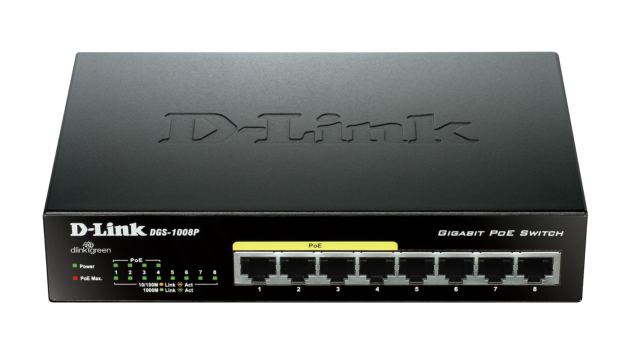 D-Link
D-Link DGS-1008P
GIGABIT POE SWITCH
dlinkgreen
PoE
PoE
Power
1 2 3 4 5 6 7 8
PoE Max.
10/100M Link Act
1000M Link Act
1 2 3 4 5 6 7 8